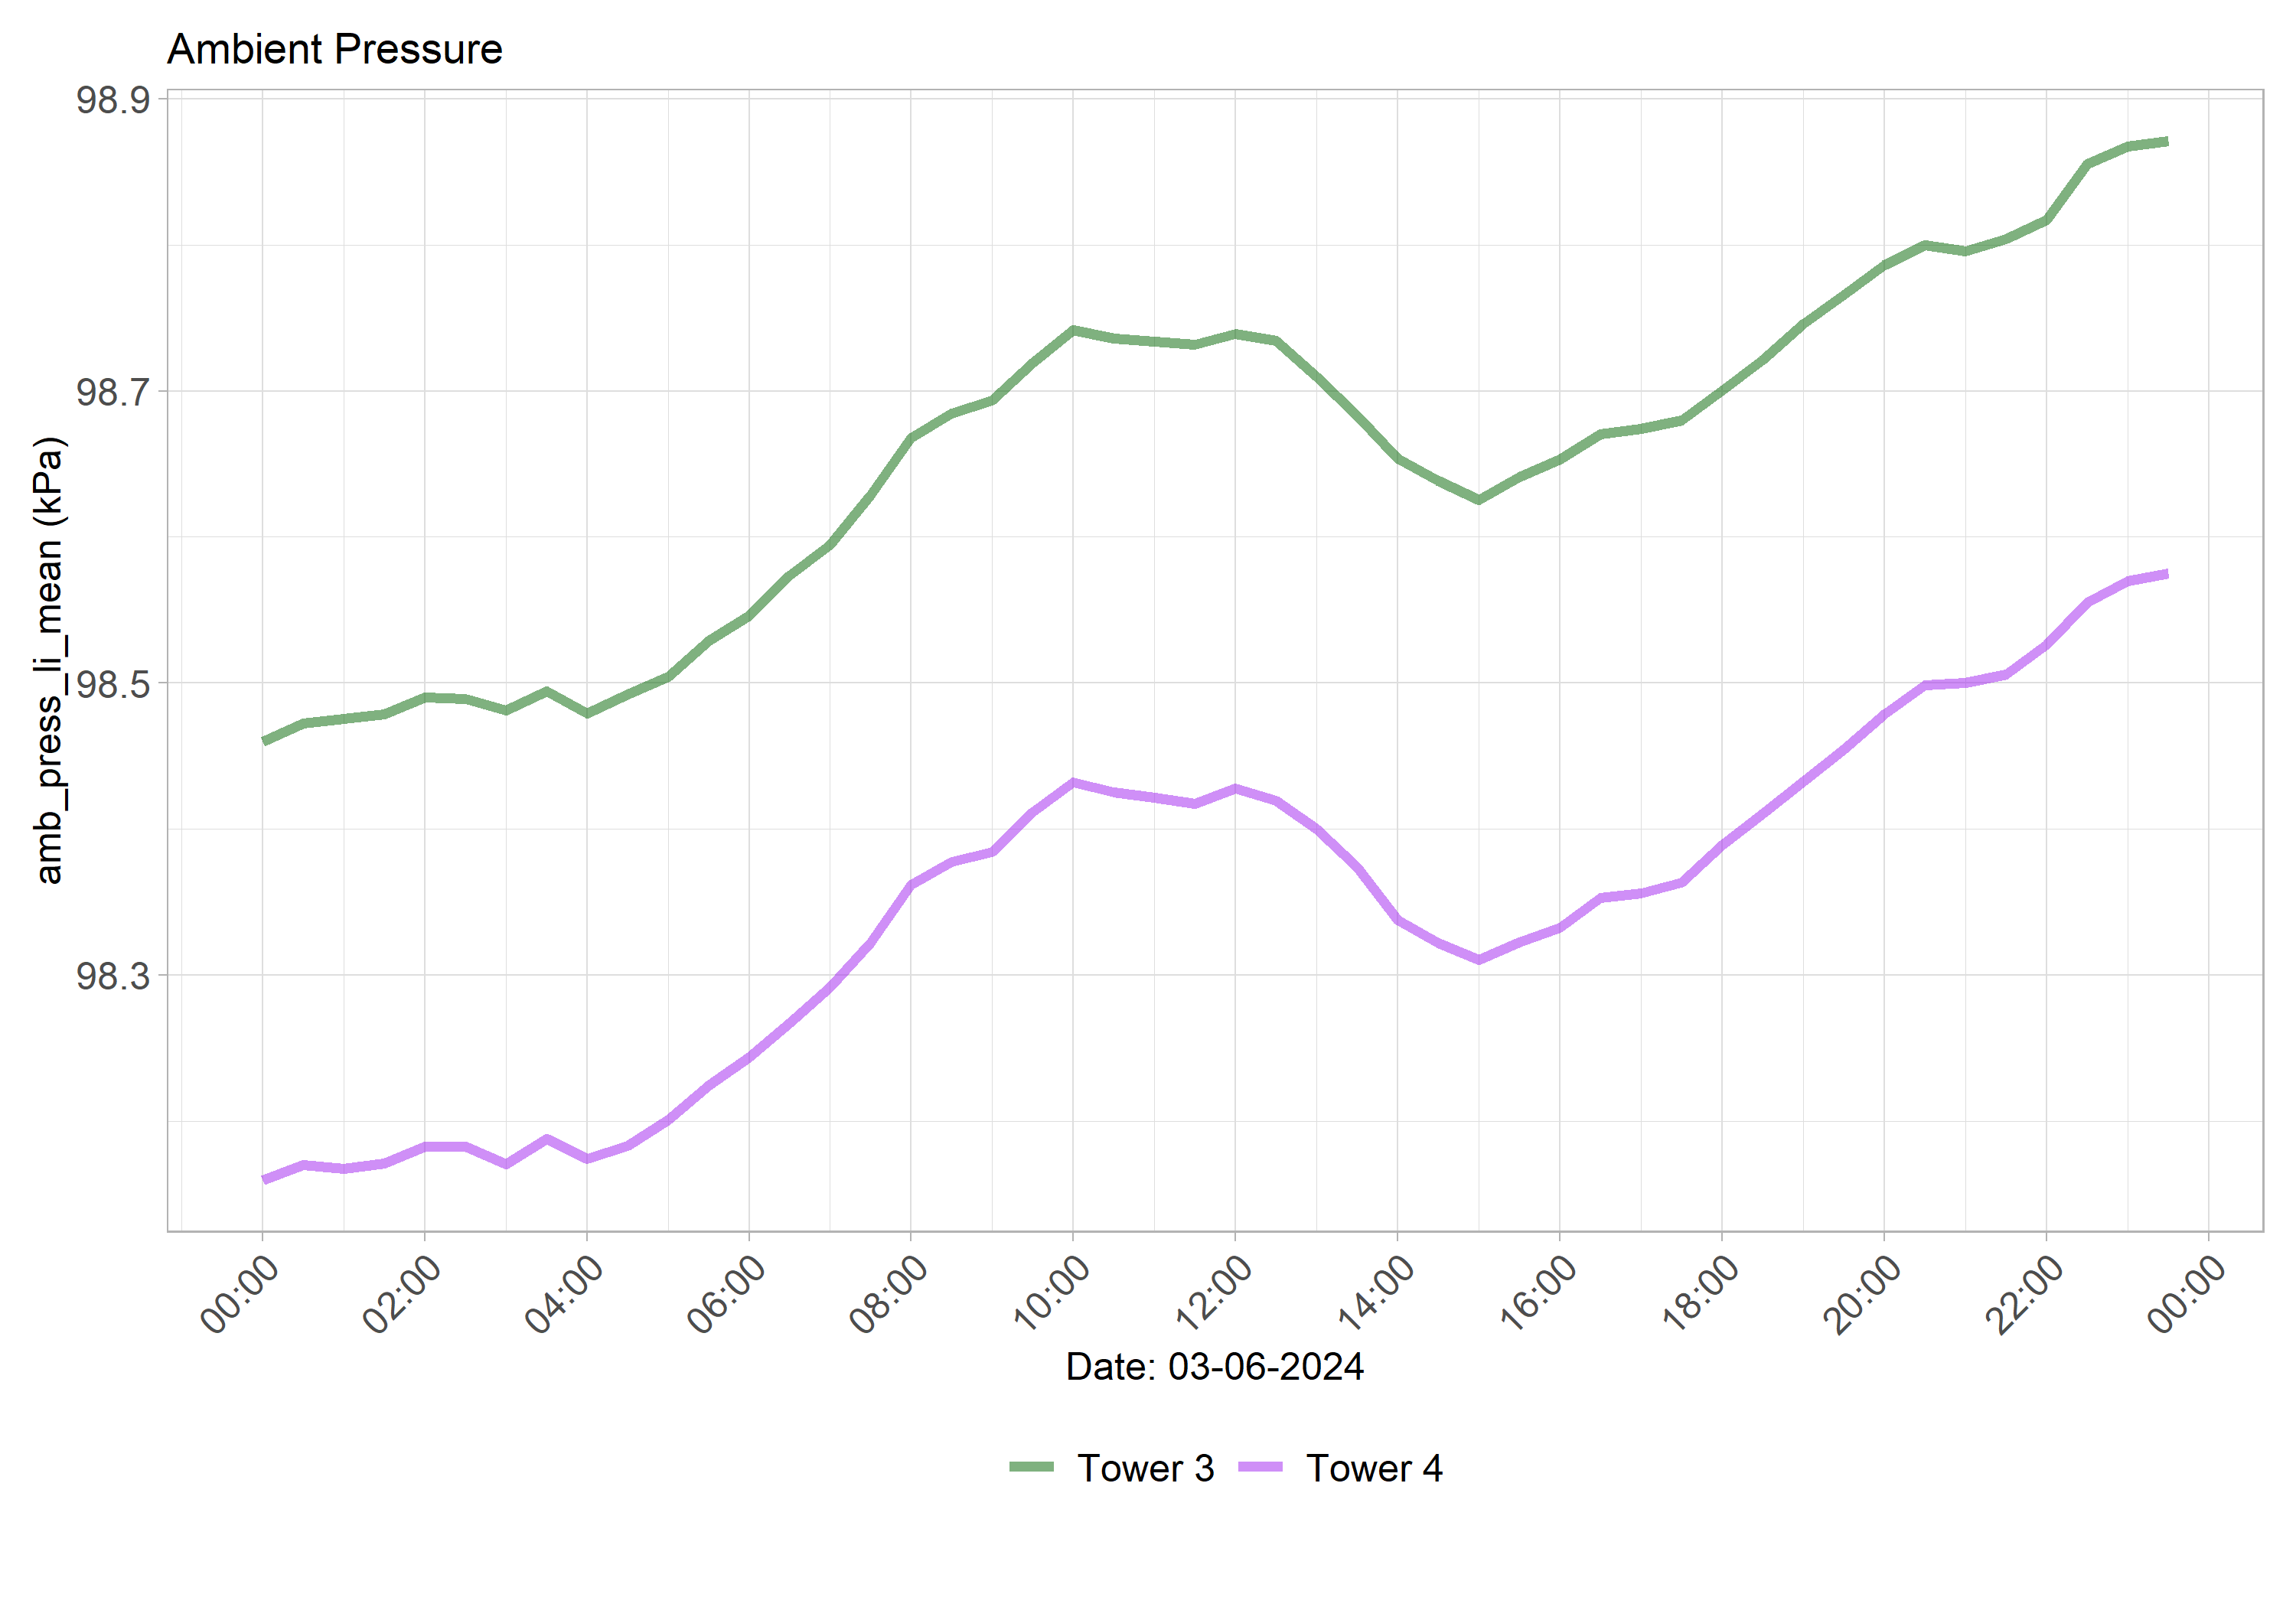 Ambient Pressure
98.9
98.7
98.5
98.3
amb_press_li_mean (kPa)
00:00 02:00 04:00 06:00 08:00 10:00 12:00 14:00 16:00 18:00 20:00 22:00 00:00
Date: 03-06-2024
Tower 3 Tower 4